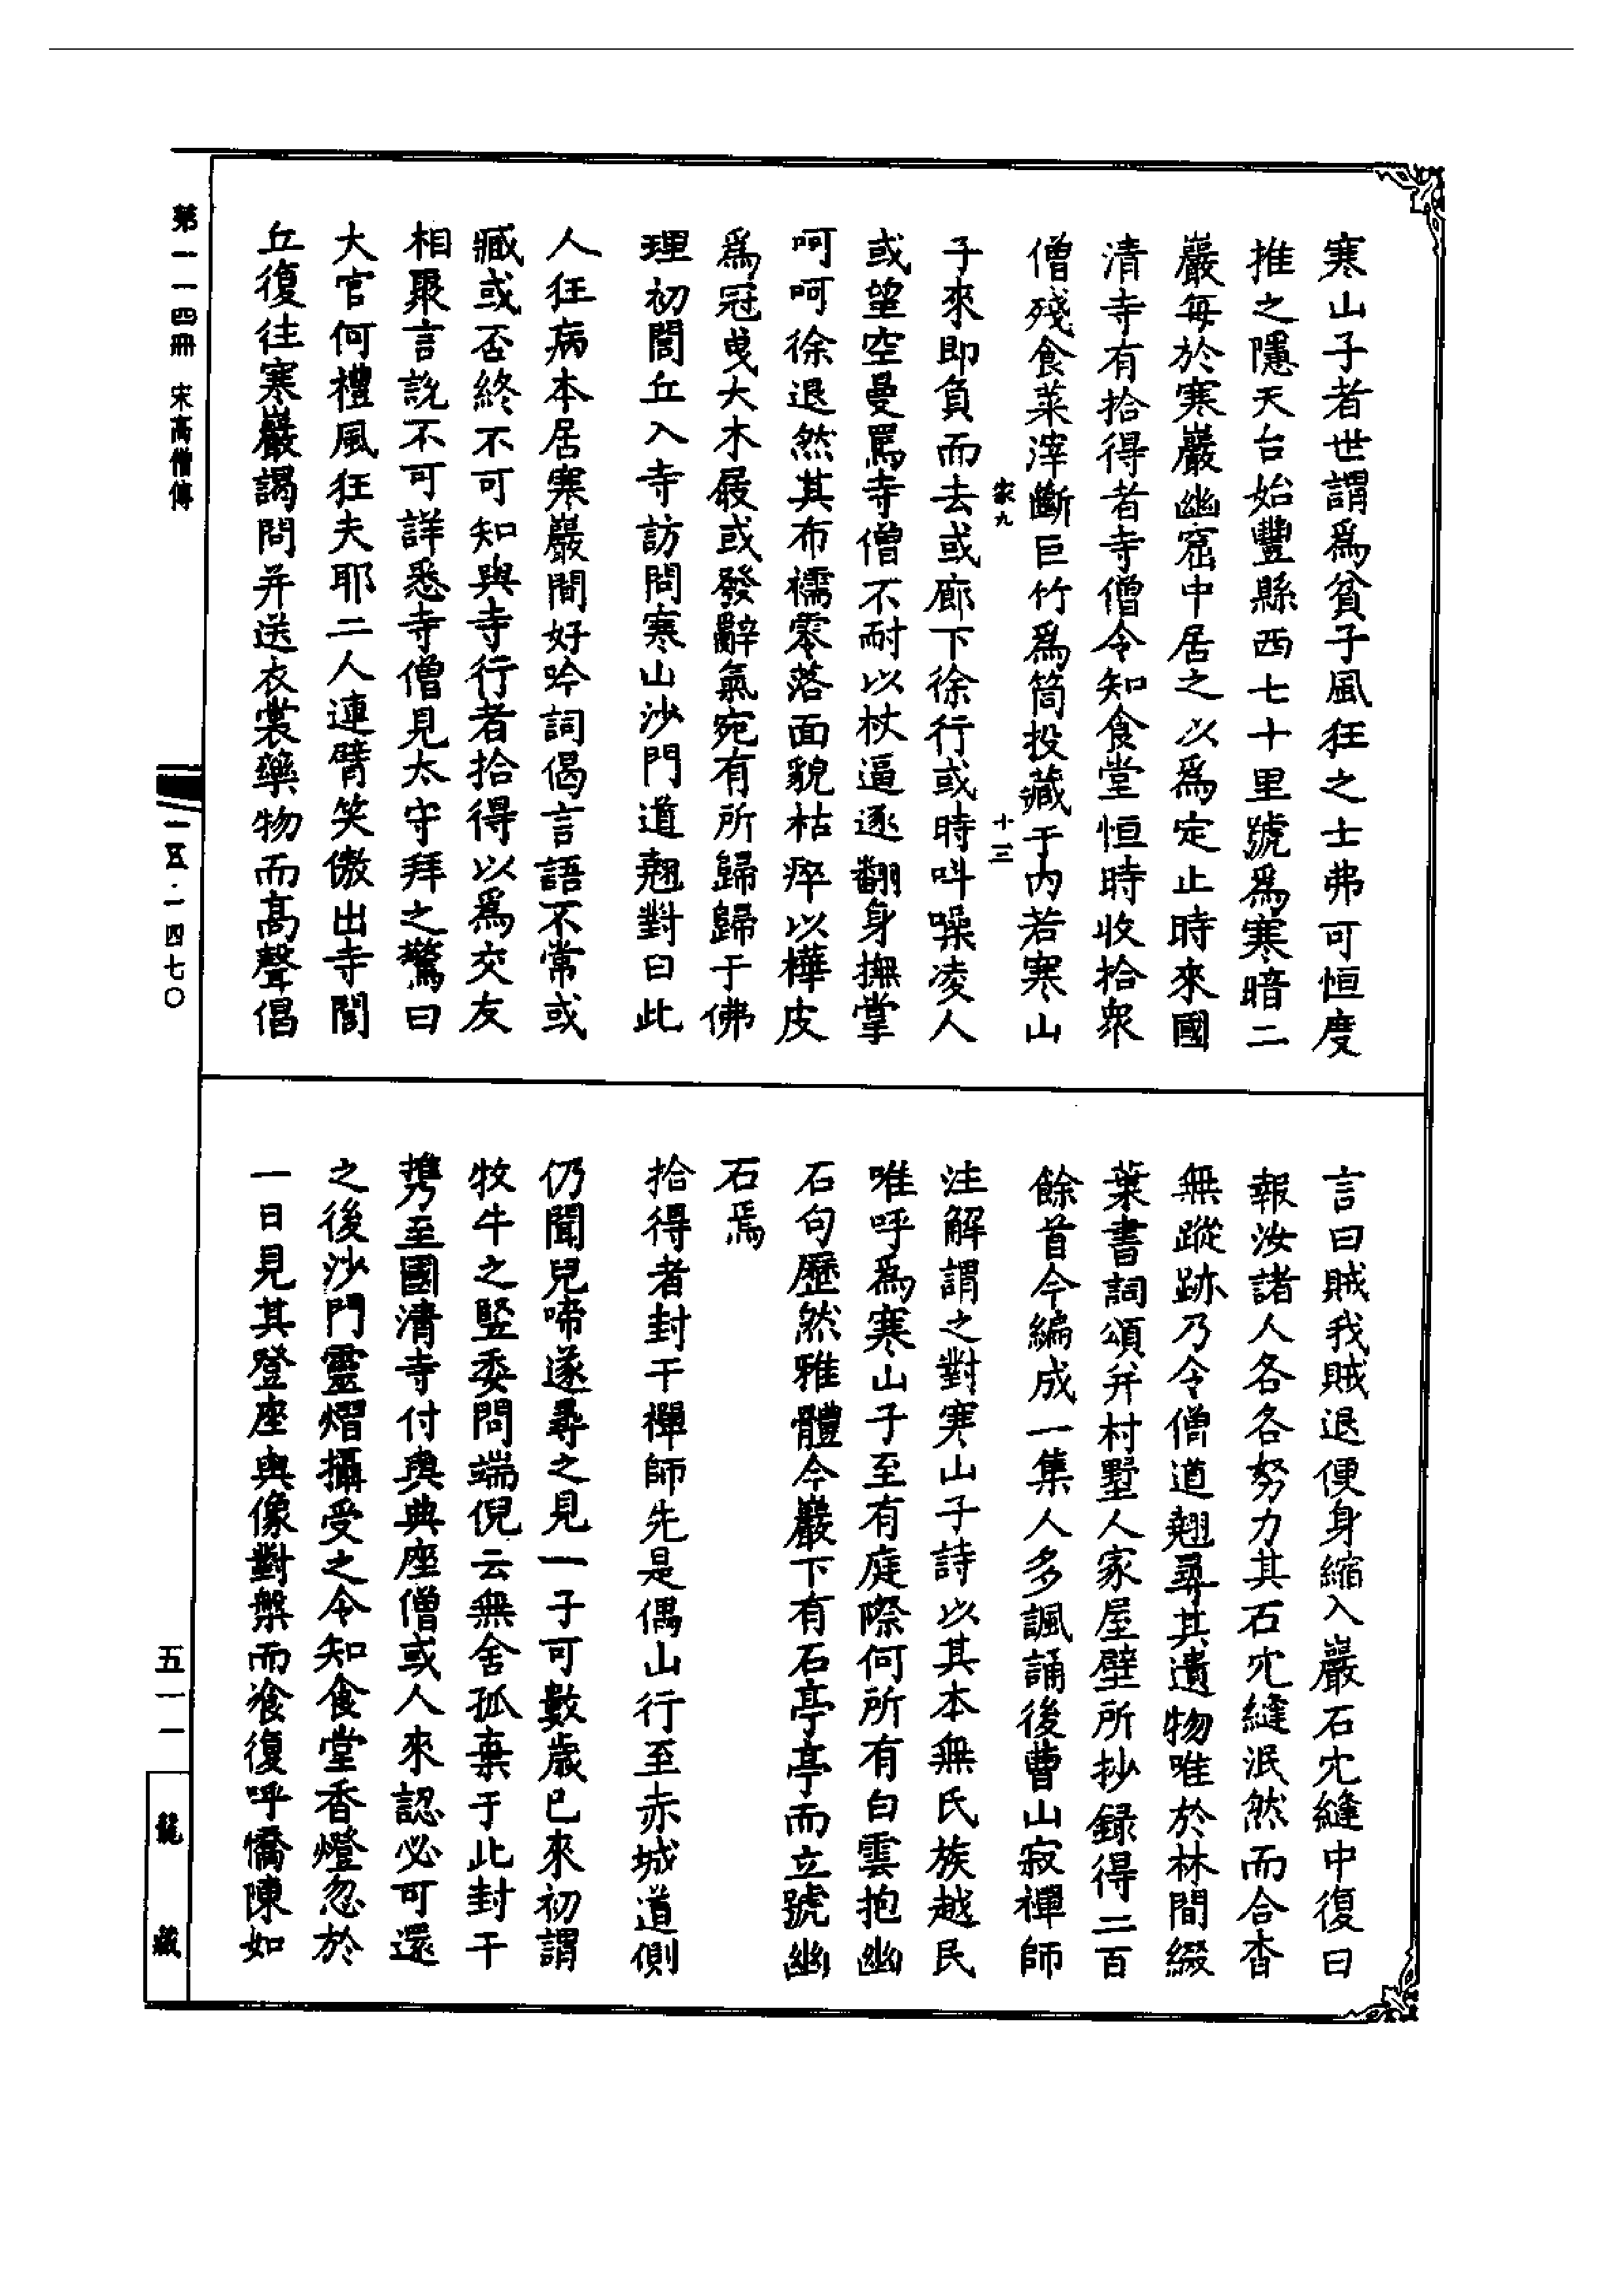 寒山子者世謂爲貧子風狂之士弗可恒度
推之隱天台始豐縣西七十里號爲寒暗二
巖每於寒巖幽窟中居之以爲定止時來國
清寺有拾得者寺僧令知食堂恒時收拾衆
僧殘食菜滓斷巨竹爲筒投藏于內若寒山
家九
十三
子來即負而去或廊下徐行或時叫噪凌人
或望空曼罵寺僧不耐以杖逼逐翻身撫掌
呵呵徐退然其布襦零落面貌枯瘁以樺皮
爲冠曳大木屐或發辭氣宛有所歸歸于佛
理初閭丘入寺訪問寒山沙門道翹對曰此
人狂病本居寒巖間好吟詞偈言語不常或
臧或否終不可知與寺行者拾得以爲交友
相聚言說不可詳悉寺僧見太守拜之驚曰
大官何禮風狂夫耶二人連臂笑傲出寺閭
丘復往寒巖謁問并送衣裳藥物而高聲倡
言曰賊我賊退便身縮入巖石穴縫中復曰
報汝諸人各各努力其石穴縫泯然而合杳
無蹤跡乃令僧道翹尋其遺物唯於林間綴
葉書詞頌并村墅人家屋壁所抄録得二百
餘首今編成一集人多諷誦後曹山寂禪師
注解謂之對寒山子詩以其本無氏族越民
唯呼爲寒山子至有庭際何所有白雲抱幽
石句歷然雅體今巖下有石亭亭而立號幽
石焉
拾得者封干禪師先是偶山行至赤城道側
仍聞兒啼遂尋之見一子可數歲已來初謂
牧牛之豎委問端倪云無舍孤棄于此封干
攜至國清寺付與典座僧或人來認必可還
之後沙門靈熠攝受之令知食堂香燈忽於
一日見其登座與像對槃而飡復呼憍陳如
第一一四冊 宋高僧傳
一五·一四七〇
五一一
龍藏